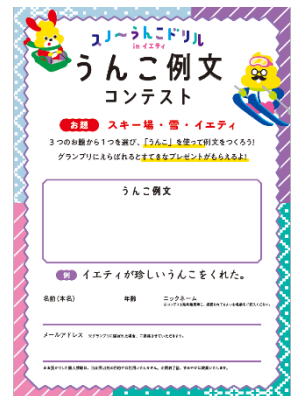 スノ〜うんこドリル
in イエティ
うんこ例文
コンテスト
お題 スキー場・雪・イエティ
3つのお題から1つを選び、「うんこ」を使って例文をつくろう!
グランプリにえらばれるとすてきなプレゼントがもらえるよ!
うんこ例文
例 イエティが珍しいうんこをくれた。
名前(本名) 年齢 ニックネーム
メールアドレス